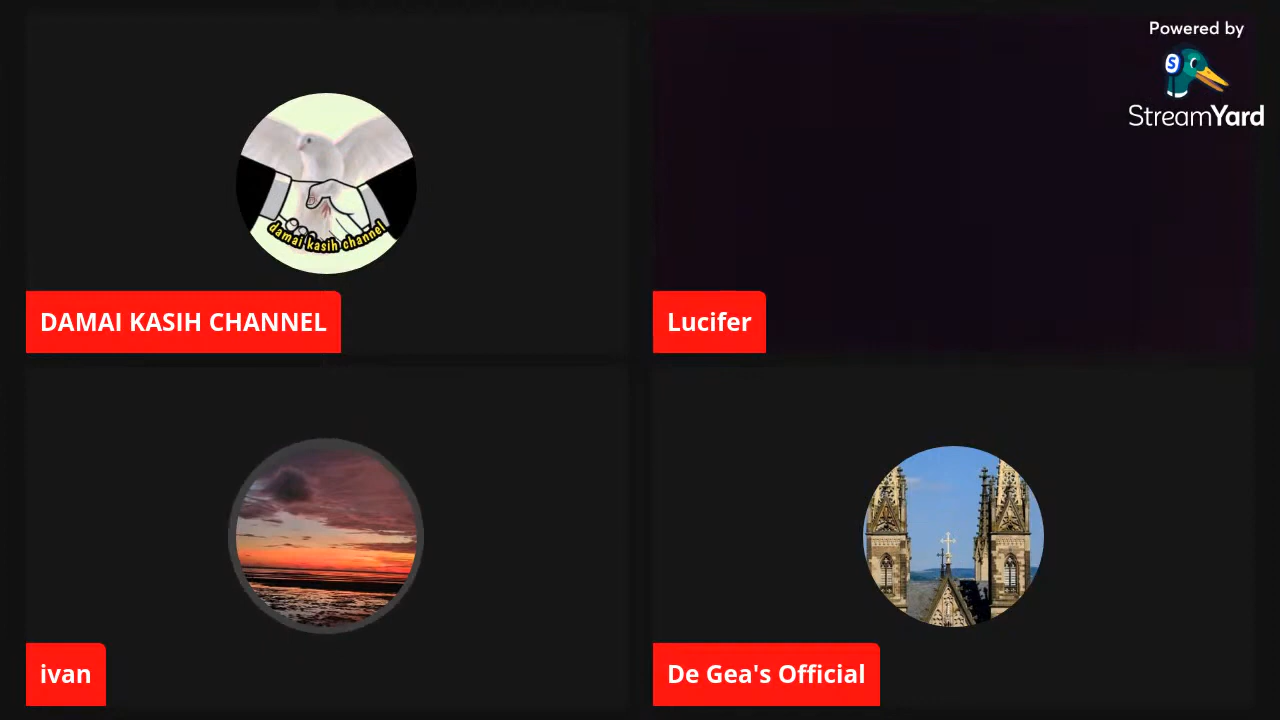 Powered by
S
StreamYard
damai kasih channel
DAMAI KASIH CHANNEL
Lucifer
ivan
De Gea's Official